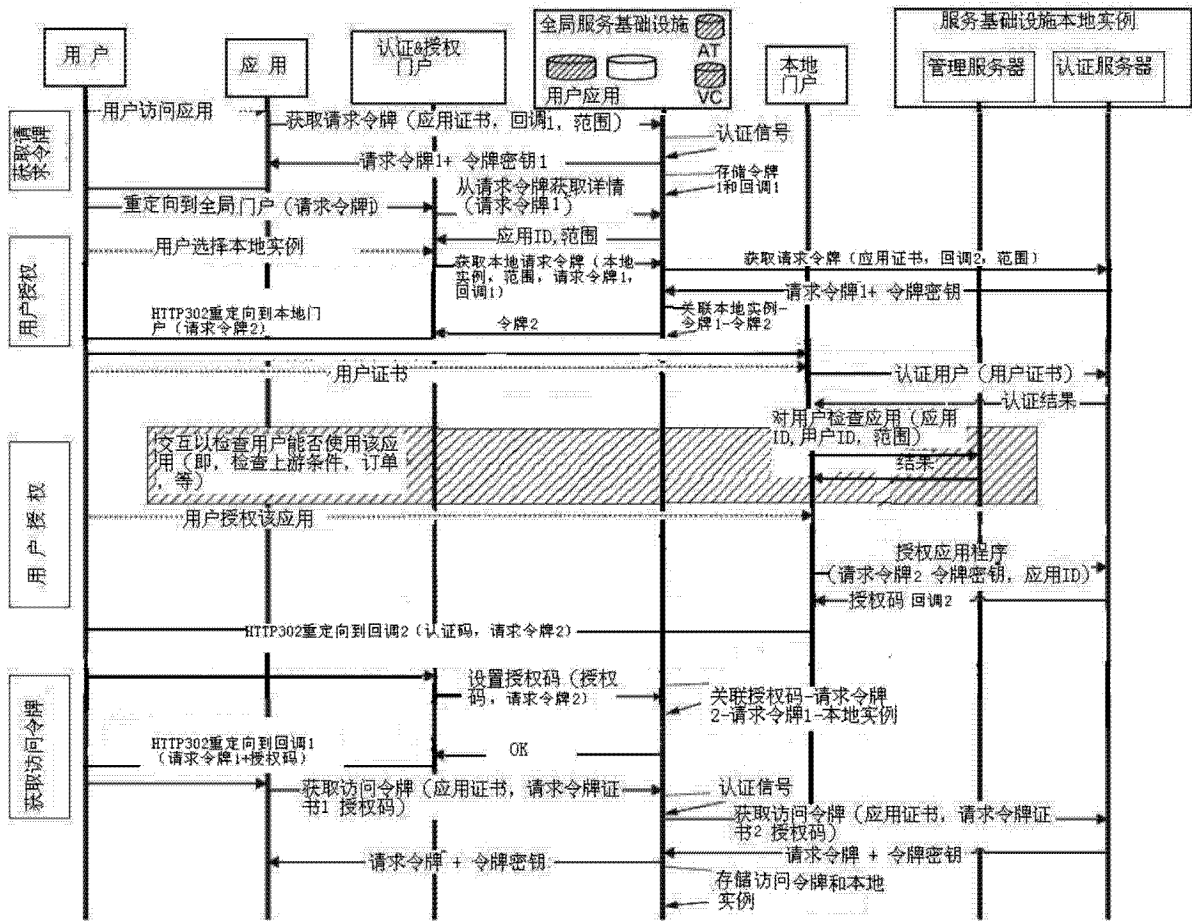 用户
应用
认证&授权
门户
全局服务基础设施
AT
用户应用
VC
本地
门户
服务基础设施本地实例
管理服务器
认证服务器
获取请
求令牌
用户访问应用
获取请求令牌（应用证书，回调1，范围）
认证信号
请求令牌1+ 令牌密钥1
存储令牌
1和回调1
重定向到全局门户（请求令牌1）
从请求令牌获取详情
（请求令牌1）
应用ID,范围
用户授权
用户选择本地实例
获取本地请求令牌（本地
实例，范围，请求令牌1，
回调1）
获取请求令牌（应用证书，回调2，范围）
请求令牌1+ 令牌密钥
HTTP302重定向到本地门
户（请求令牌2）
令牌2
关联本地实例-
令牌1-令牌2
用户证书
认证用户（用户证书）
认证结果
对用户检查应用（应用
ID,用户ID，范围）
结果
交互以检查用户能否使用该应
用（即，检查上游条件，订单
，等）
用户授权
用户授权该应用
授权应用程序
（请求令牌2 令牌密钥，应用ID）
授权码 回调2
HTTP302重定向到回调2（认证码，请求令牌2）
获取访问令牌
设置授权码（授权
码，请求令牌2）
关联授权码-请求令牌
2-请求令牌1-本地实例
OK
HTTP302重定向到回调1
（请求令牌1+授权码）
获取访问令牌（应用证书，请求令牌证
书1 授权码）
认证信号
获取访问令牌（应用证书，请求令牌证
书2 授权码）
请求令牌 + 令牌密钥
请求令牌 + 令牌密钥
存储访问令牌和本地
实例